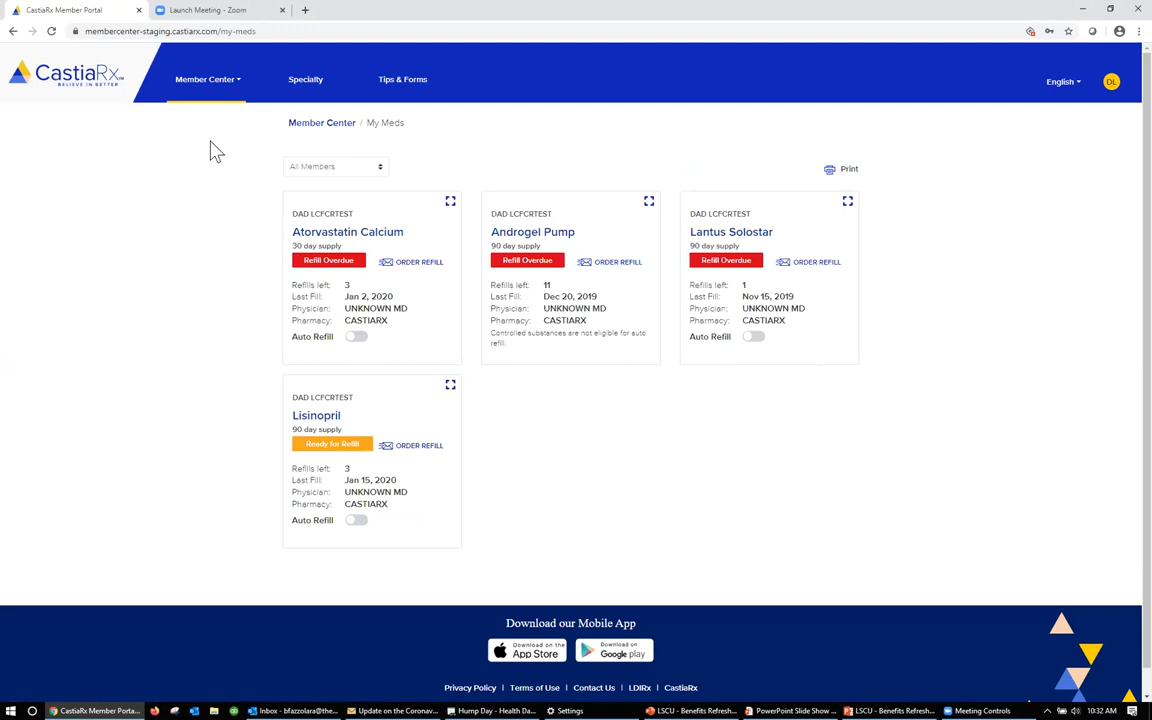 CastiaRx Member Portal
Launch Meeting - Zoom
membercenter-staging.castiarx.com/my-meds
CastiaRx
BELIEVE IN BETTER
Member Center
Specialty
Tips & Forms
English
DL
Member Center / My Meds
All Members
Print
DAD LCFCRTEST
Atorvastatin Calcium
30 day supply
Refill Overdue
ORDER REFILL
Refills left: 3
Last Fill: Jan 2, 2020
Physician: UNKNOWN MD
Pharmacy: CASTIARX
Auto Refill
DAD LCFCRTEST
Androgel Pump
90 day supply
Refill Overdue
ORDER REFILL
Refills left: 11
Last Fill: Dec 20, 2019
Physician: UNKNOWN MD
Pharmacy: CASTIARX
Controlled substances are not eligible for auto
refill.
DAD LCFCRTEST
Lantus Solostar
90 day supply
Refill Overdue
ORDER REFILL
Refills left: 1
Last Fill: Nov 15, 2019
Physician: UNKNOWN MD
Pharmacy: CASTIARX
Auto Refill
DAD LCFCRTEST
Lisinopril
90 day supply
Ready for Refill
ORDER REFILL
Refills left: 3
Last Fill: Jan 15, 2020
Physician: UNKNOWN MD
Pharmacy: CASTIARX
Auto Refill
Download our Mobile App
Download on the
App Store
Download on
Google play
Privacy Policy
Terms of Use
Contact Us
LDIRx
CastiaRx
CastiaRx Member Porta...
Inbox - bfazzolara@the...
Update on the Coronav...
Hump Day - Health Da...
Settings
LSCU - Benefits Refresh...
PowerPoint Slide Show ...
LSCU - Benefits Refresh...
Meeting Controls
10:32 AM